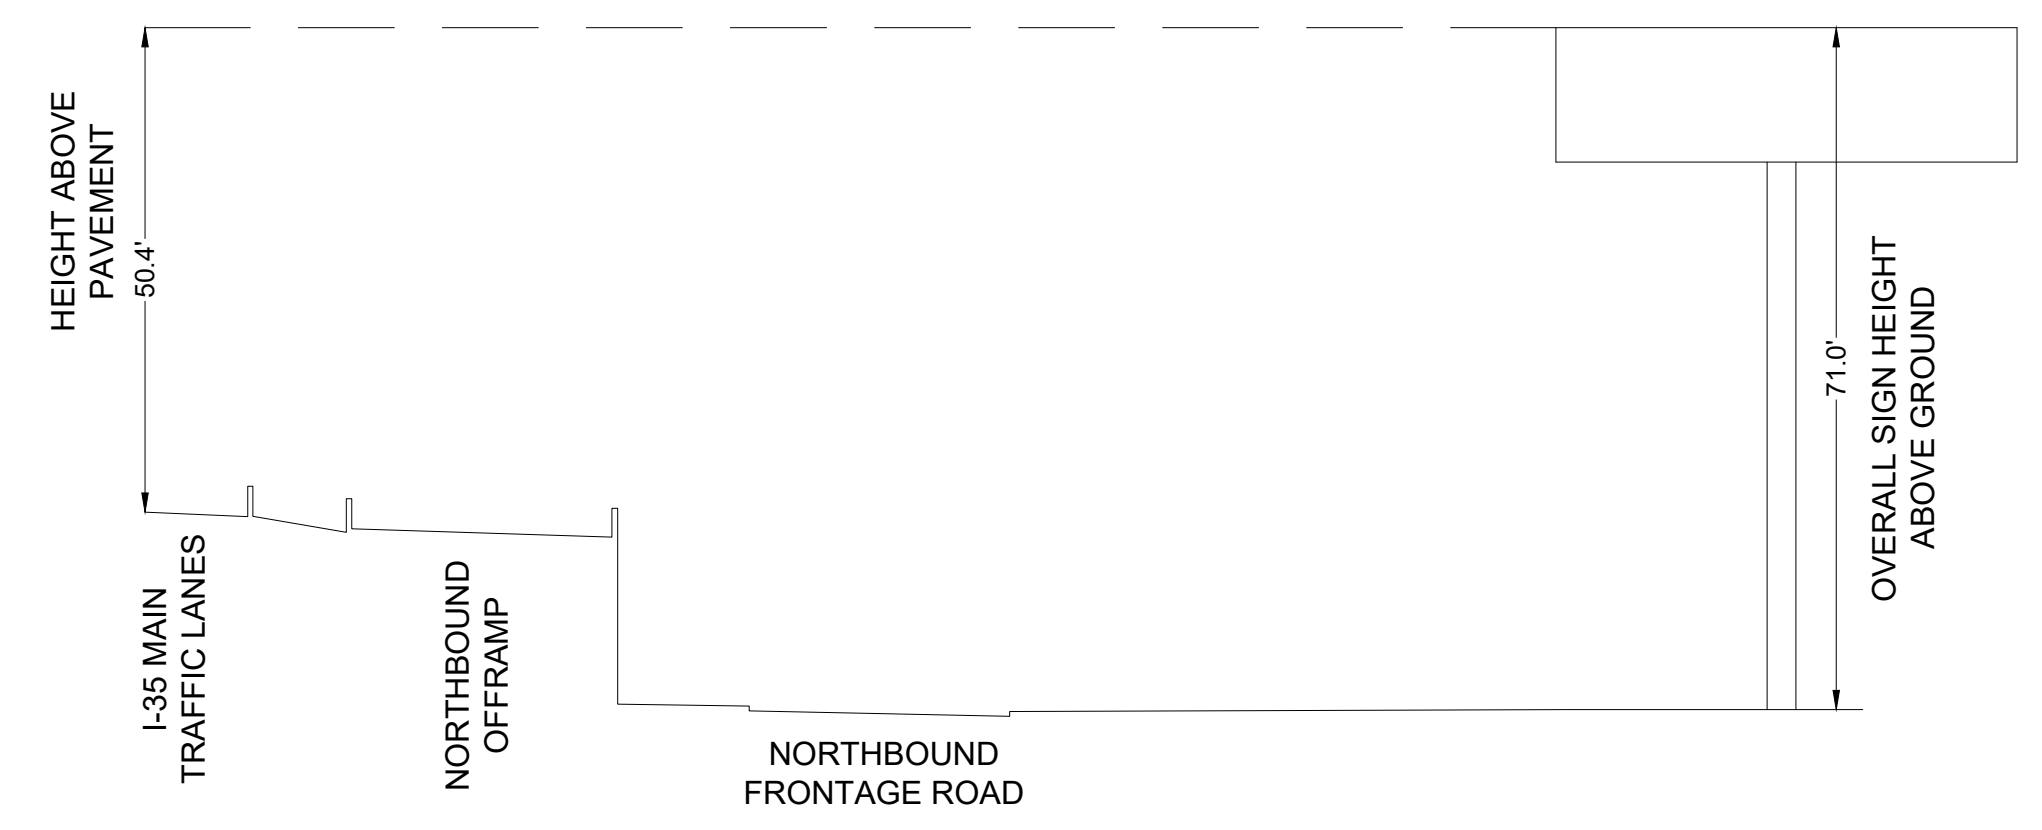 HEIGHT ABOVE
PAVEMENT
50.4'
I-35 MAIN
TRAFFIC LANES
NORTHBOUND
OFFRAMP
NORTHBOUND
FRONTAGE ROAD
71.0'
OVERALL SIGN HEIGHT
ABOVE GROUND